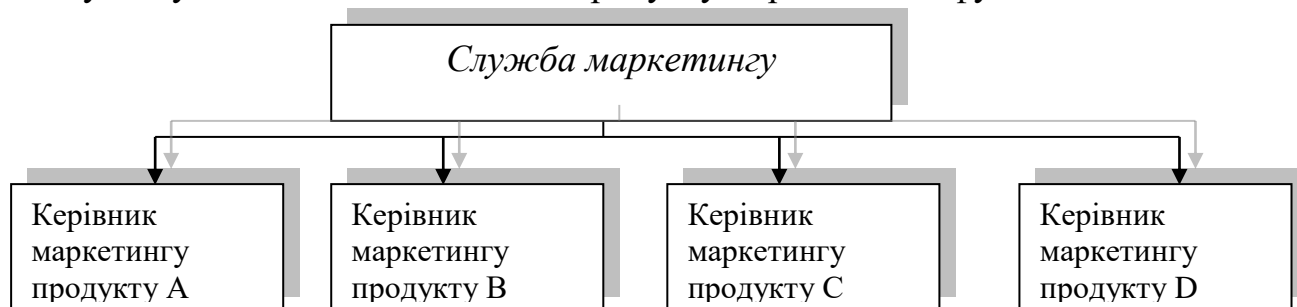 Служба маркетингу
Керівник
маркетингу
продукту А
Керівник
маркетингу
продукту В
Керівник
маркетингу
продукту С
Керівник
маркетингу
продукту D